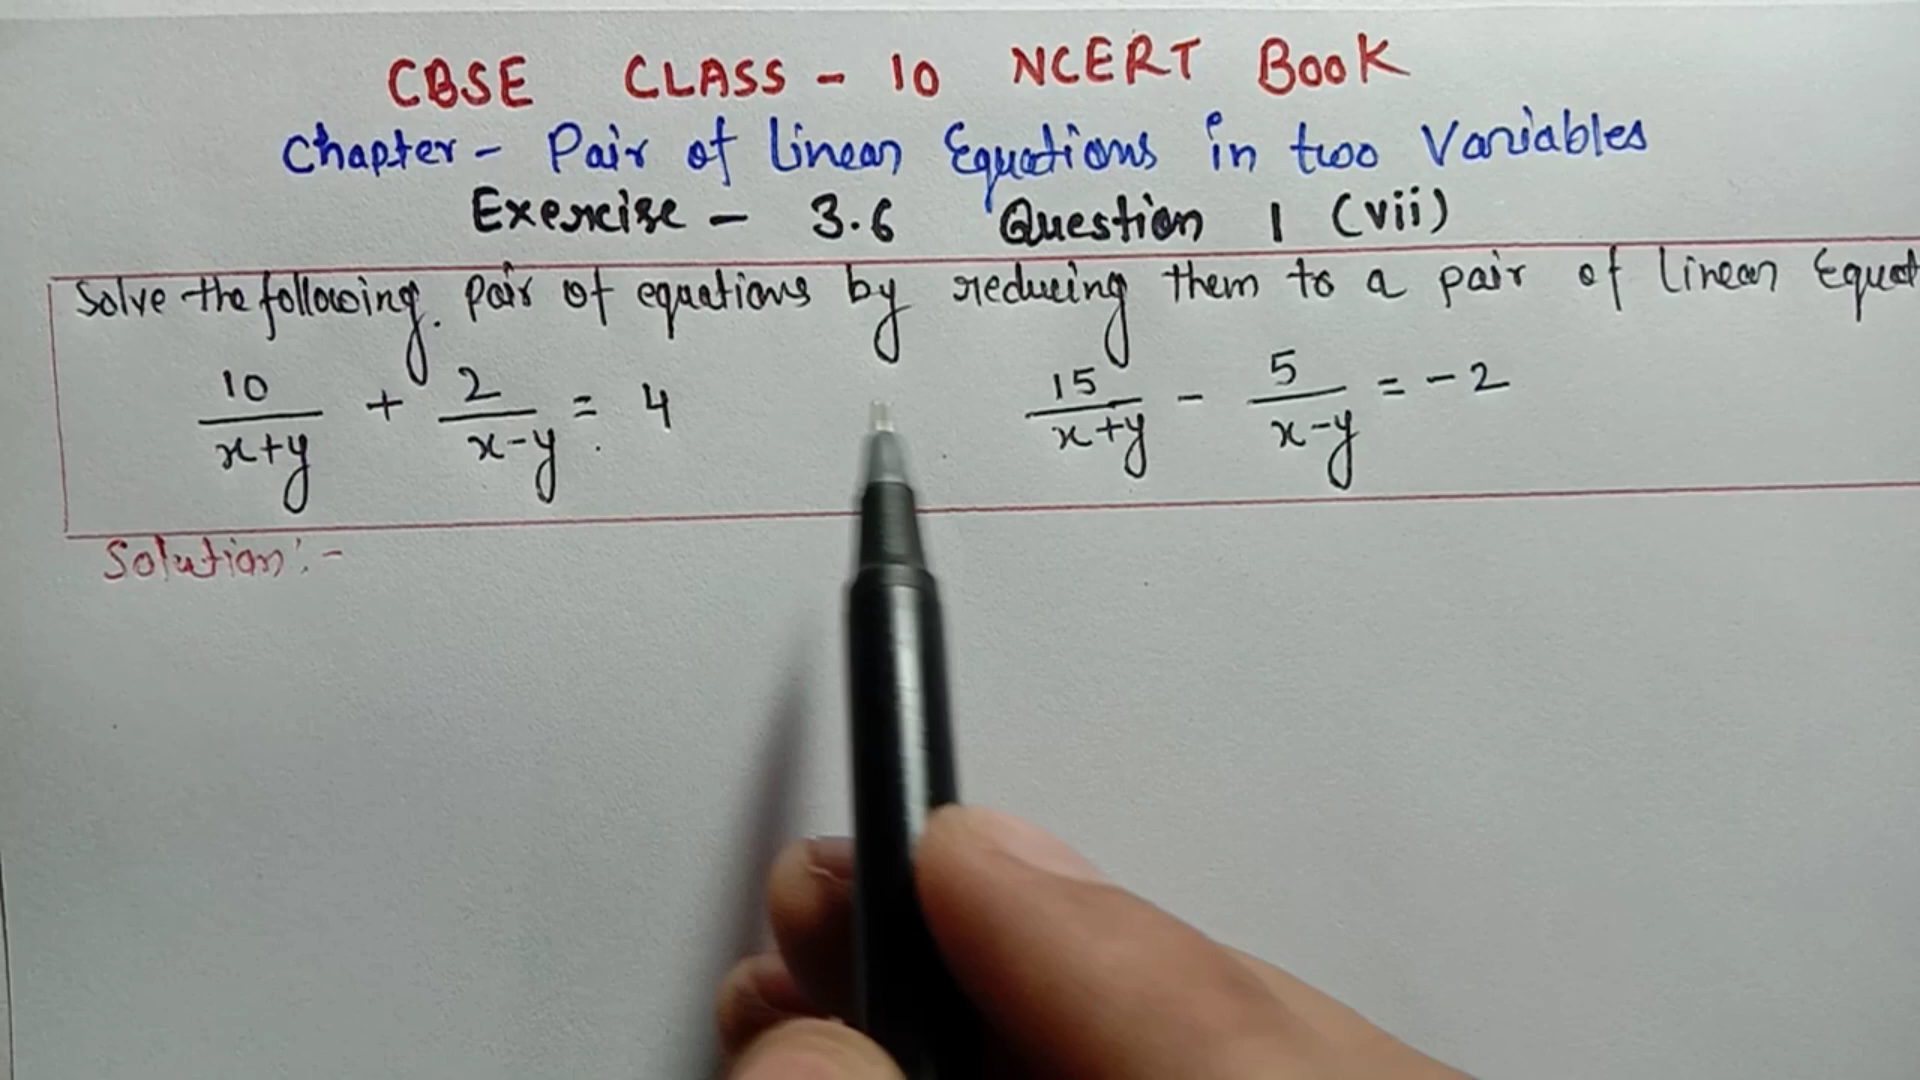 CBSE CLASS - 10 NCERT BOOK
Chapter - Pair of Linear Equations in two Variables
Exercise - 3.6 Question 1 (vii)
Solve the following pair of equations by reducing them to a pair of linear Equat
10/(x+y) + 2/(x-y) = 4 15/(x+y) - 5/(x-y) = -2
Solution:-